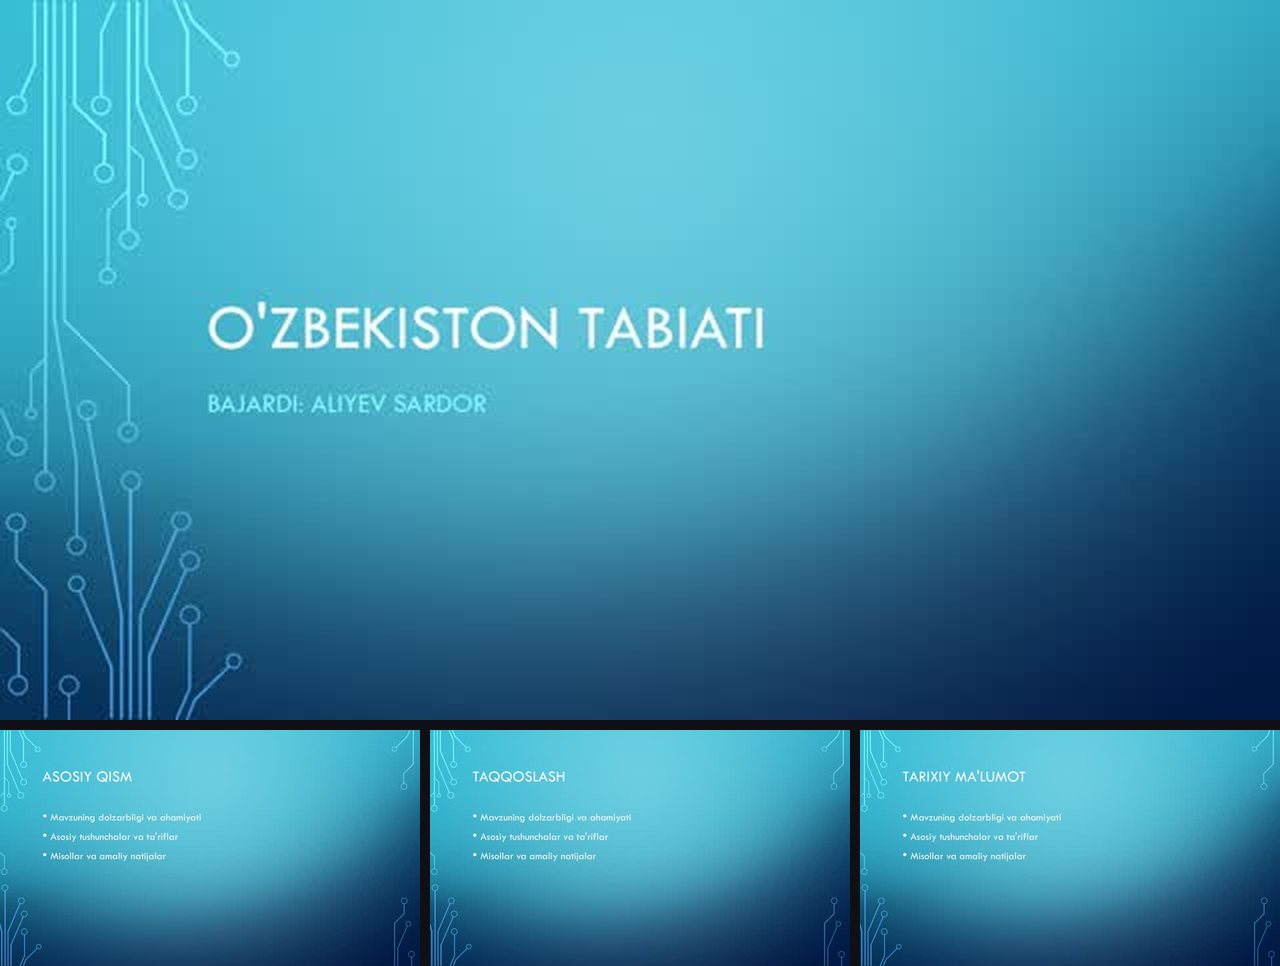 O'ZBEKISTON TABIATI
BAJARDI: ALIYEV SARDOR
ASOSIY QISM
• Mavzuning dolzarbligi va ahamiyati
• Asosiy tushunchalar va ta'riflar
• Misollar va amaliy natijalar
TAQQOSLASH
• Mavzuning dolzarbligi va ahamiyati
• Asosiy tushunchalar va ta'riflar
• Misollar va amaliy natijalar
TARIXIY MA'LUMOT
• Mavzuning dolzarbligi va ahamiyati
• Asosiy tushunchalar va ta'riflar
• Misollar va amaliy natijalar